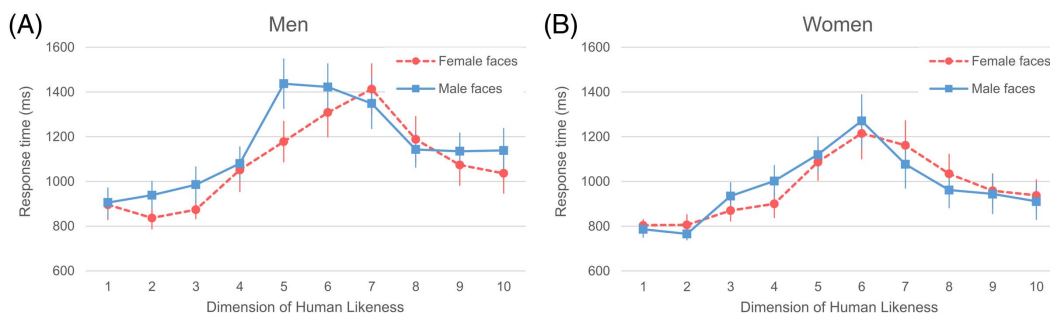 (A)
Men
Response time (ms)
1600
1400
1200
1000
800
600
Female faces
Male faces
1 2 3 4 5 6 7 8 9 10
Dimension of Human Likeness
(B)
Women
Response time (ms)
1600
1400
1200
1000
800
600
Female faces
Male faces
1 2 3 4 5 6 7 8 9 10
Dimension of Human Likeness